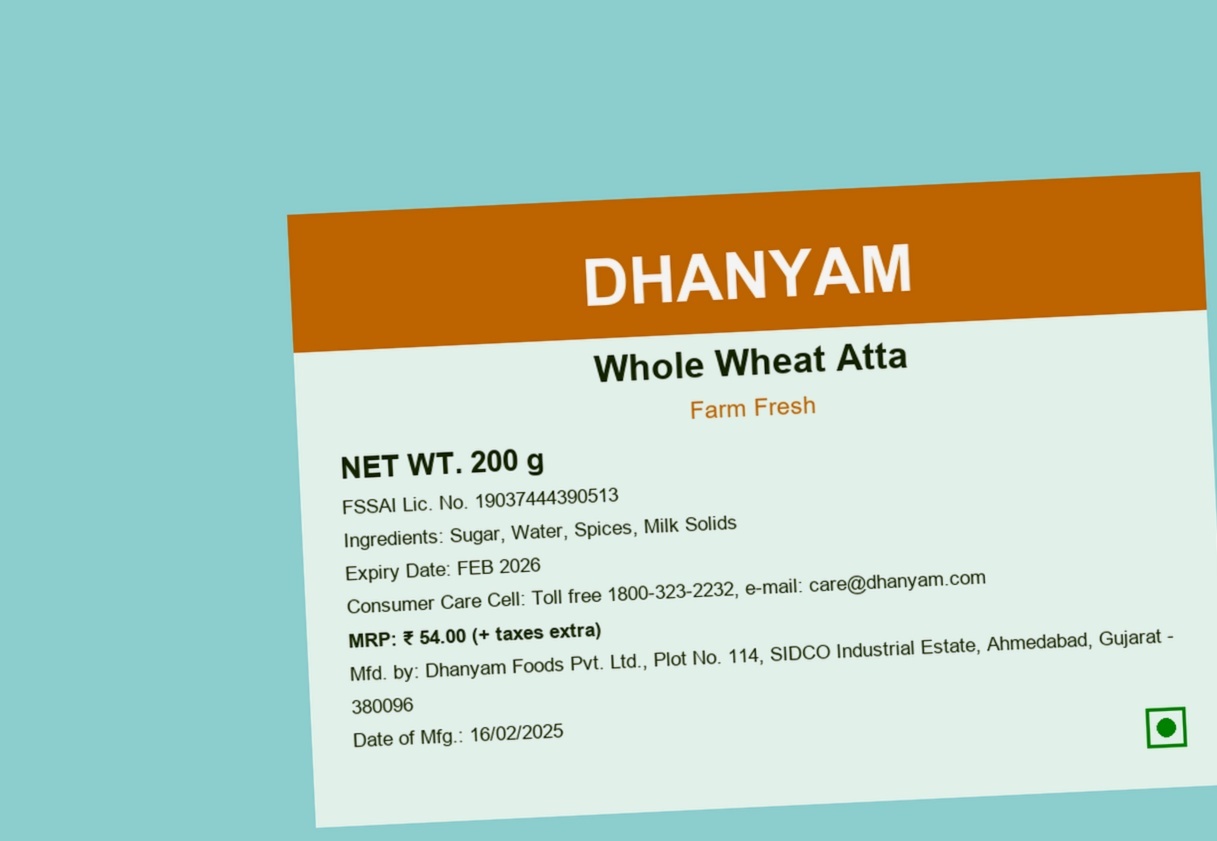 DHANYAM
Whole Wheat Atta
Farm Fresh
NET WT. 200 g
FSSAI Lic. No. 19037444390513
Ingredients: Sugar, Water, Spices, Milk Solids
Expiry Date: FEB 2026
Consumer Care Cell: Toll free 1800-323-2232, e-mail: care@dhanyam.com
MRP: ₹ 54.00 (+ taxes extra)
Mfd. by: Dhanyam Foods Pvt. Ltd., Plot No. 114, SIDCO Industrial Estate, Ahmedabad, Gujarat -
380096
Date of Mfg.: 16/02/2025